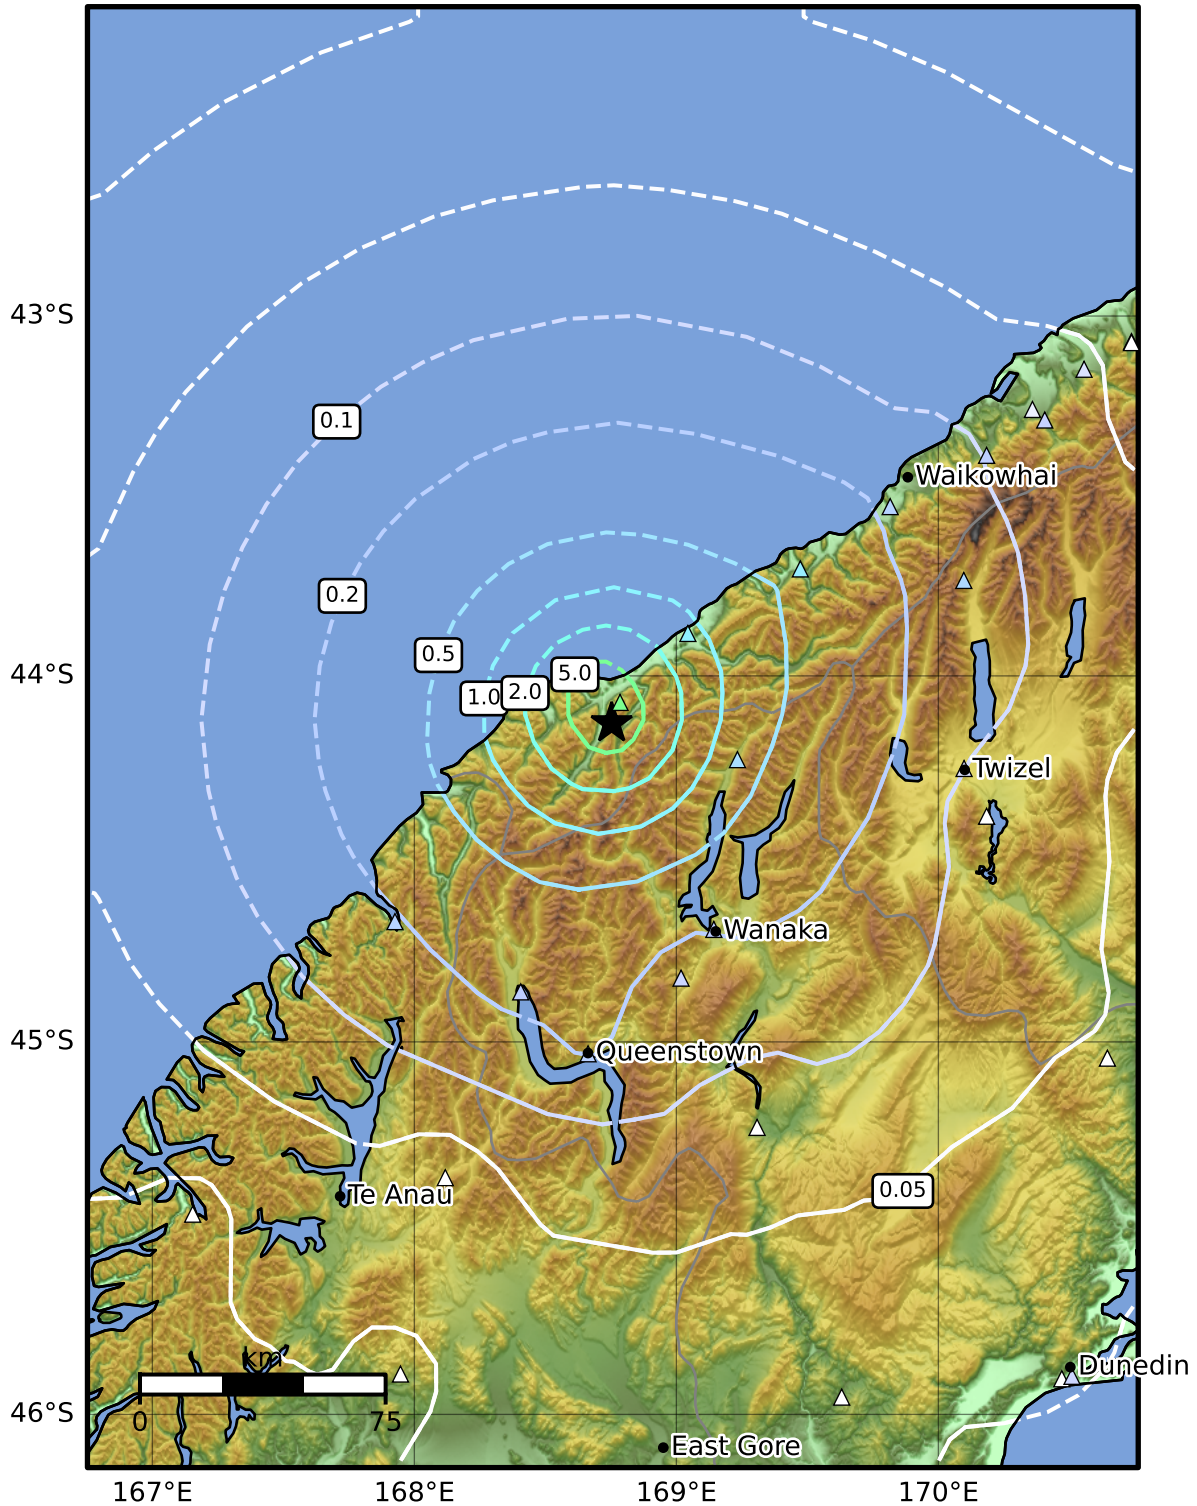 43°S
0.1
Waikowhai
0.2
0.5
5.0
44°S
1.0
2.0
Twizel
Wanaka
45°S
Queenstown
Te Anau
0.05
km
Dunedin
0
75
46°S
East Gore
167°E
168°E
169°E
170°E